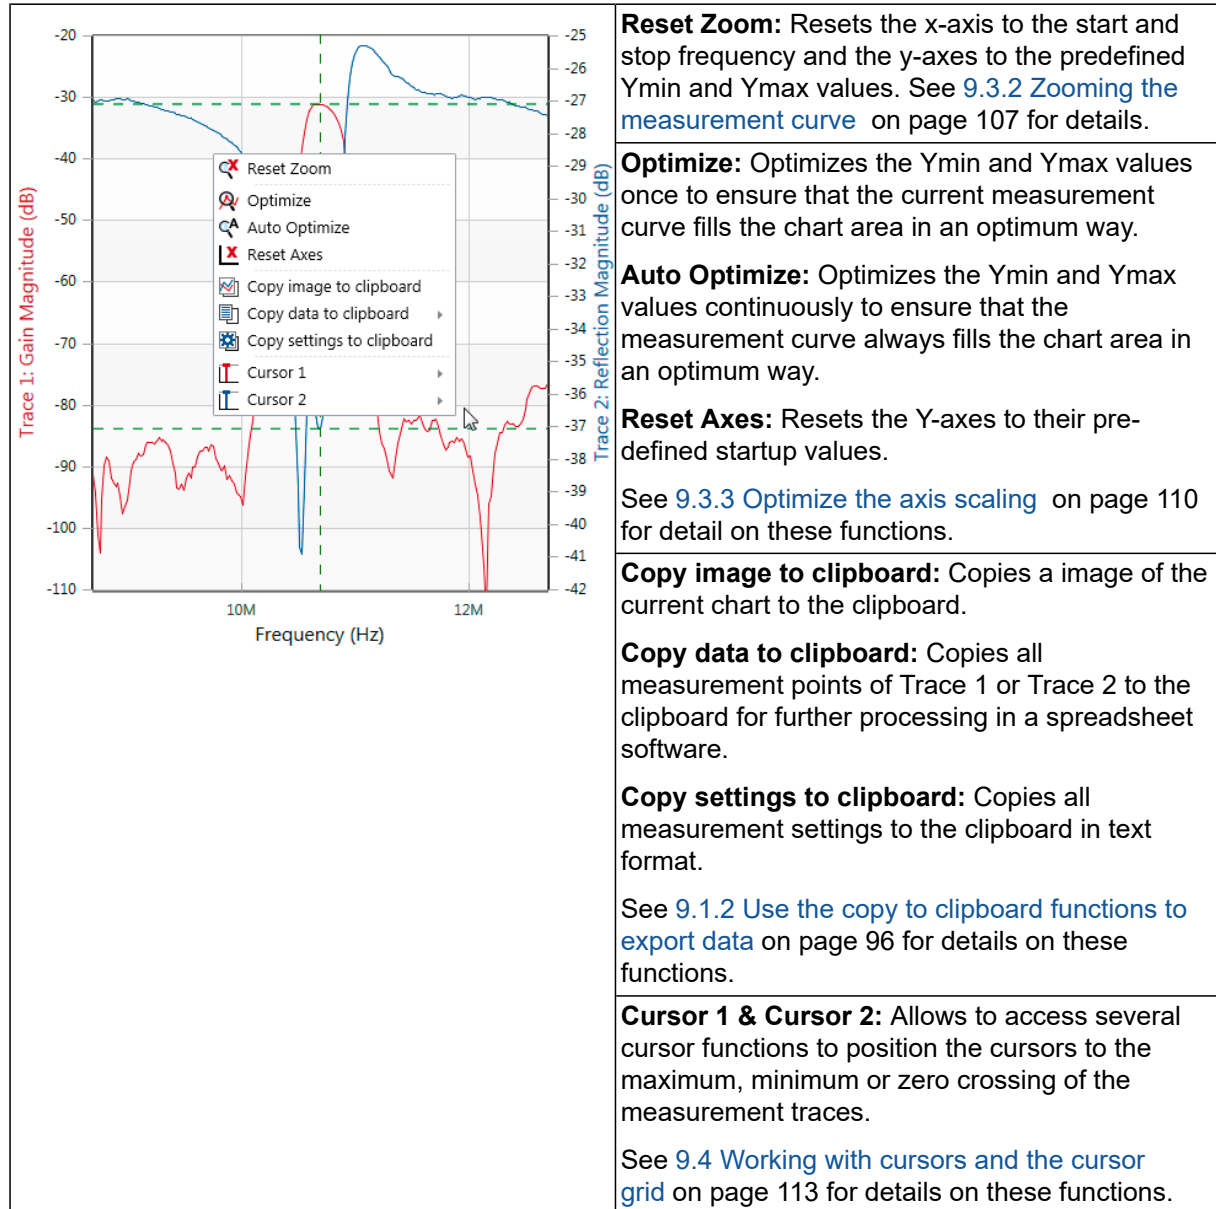 -20
-30
-40
-50
-60
-70
-80
-90
-100
-110
Trace 1: Gain Magnitude (dB)
-25
-26
-27
-28
-29
-30
-31
-32
-33
-34
-35
-36
-37
-38
-39
-40
-41
-42
Trace 2: Reflection Magnitude (dB)
10M
12M
Frequency (Hz)
Reset Zoom
Optimize
Auto Optimize
Reset Axes
Copy image to clipboard
Copy data to clipboard
Copy settings to clipboard
Cursor 1
Cursor 2
Reset Zoom: Resets the x-axis to the start and
stop frequency and the y-axes to the predefined
Ymin and Ymax values. See 9.3.2 Zooming the
measurement curve on page 107 for details.
Optimize: Optimizes the Ymin and Ymax values
once to ensure that the current measurement
curve fills the chart area in an optimum way.
Auto Optimize: Optimizes the Ymin and Ymax
values continuously to ensure that the
measurement curve always fills the chart area in
an optimum way.
Reset Axes: Resets the Y-axes to their pre-
defined startup values.
See 9.3.3 Optimize the axis scaling on page 110
for detail on these functions.
Copy image to clipboard: Copies a image of the
current chart to the clipboard.
Copy data to clipboard: Copies all
measurement points of Trace 1 or Trace 2 to the
clipboard for further processing in a spreadsheet
software.
Copy settings to clipboard: Copies all
measurement settings to the clipboard in text
format.
See 9.1.2 Use the copy to clipboard functions to
export data on page 96 for details on these
functions.
Cursor 1 & Cursor 2: Allows to access several
cursor functions to position the cursors to the
maximum, minimum or zero crossing of the
measurement traces.
See 9.4 Working with cursors and the cursor
grid on page 113 for details on these functions.